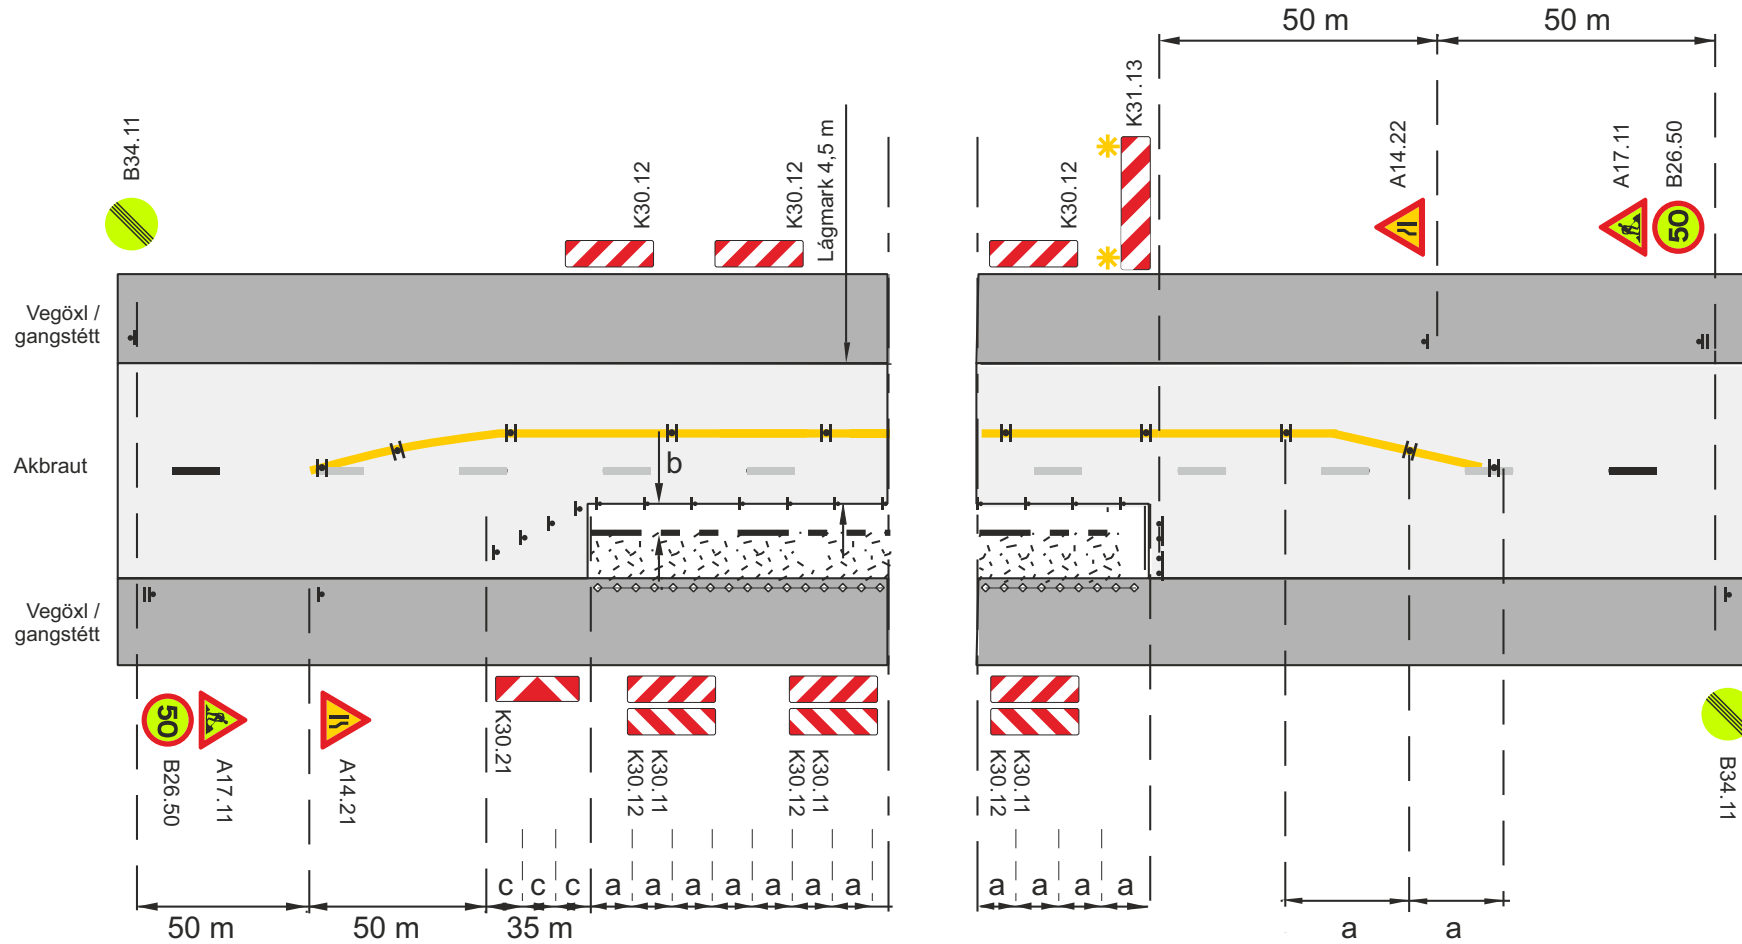 50 m
50 m
B34.11
K30.12
K30.12
Lágmark 4,5 m
K30.12
K31.13
A14.22
A17.11
B26.50
50
Vegöxl /
gangstétt
Akbraut
b
Vegöxl /
gangstétt
50
B26.50
A17.11
A14.21
K30.21
K30.11
K30.12
K30.11
K30.12
K30.11
K30.12
B34.11
c c c a a a a a a a
a a a a
50 m
50 m
35 m
a
a